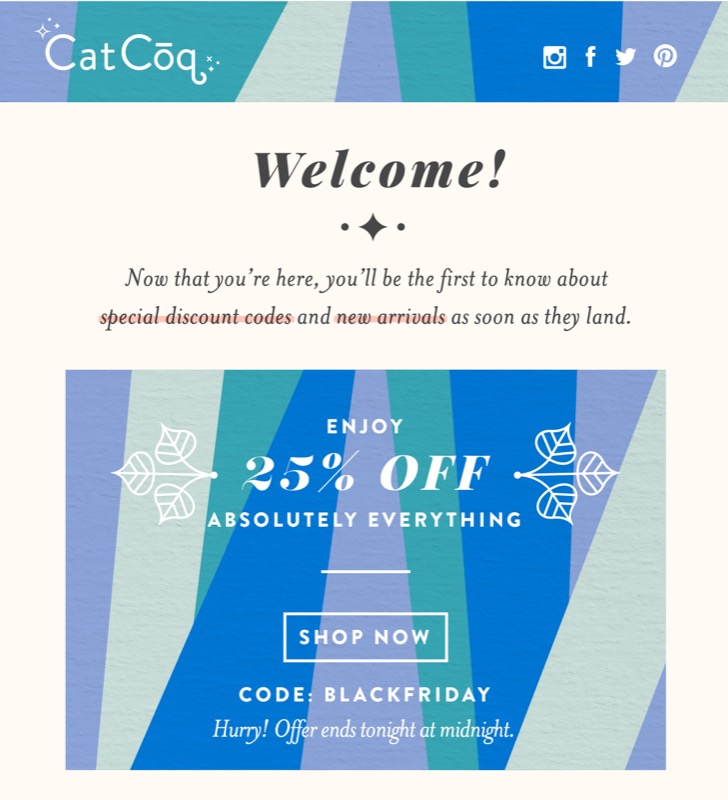 CatCōq
Welcome!
Now that you're here, you'll be the first to know about
special discount codes and new arrivals as soon as they land.
ENJOY
25% OFF
ABSOLUTELY EVERYTHING
SHOP NOW
CODE: BLACKFRIDAY
Hurry! Offer ends tonight at midnight.